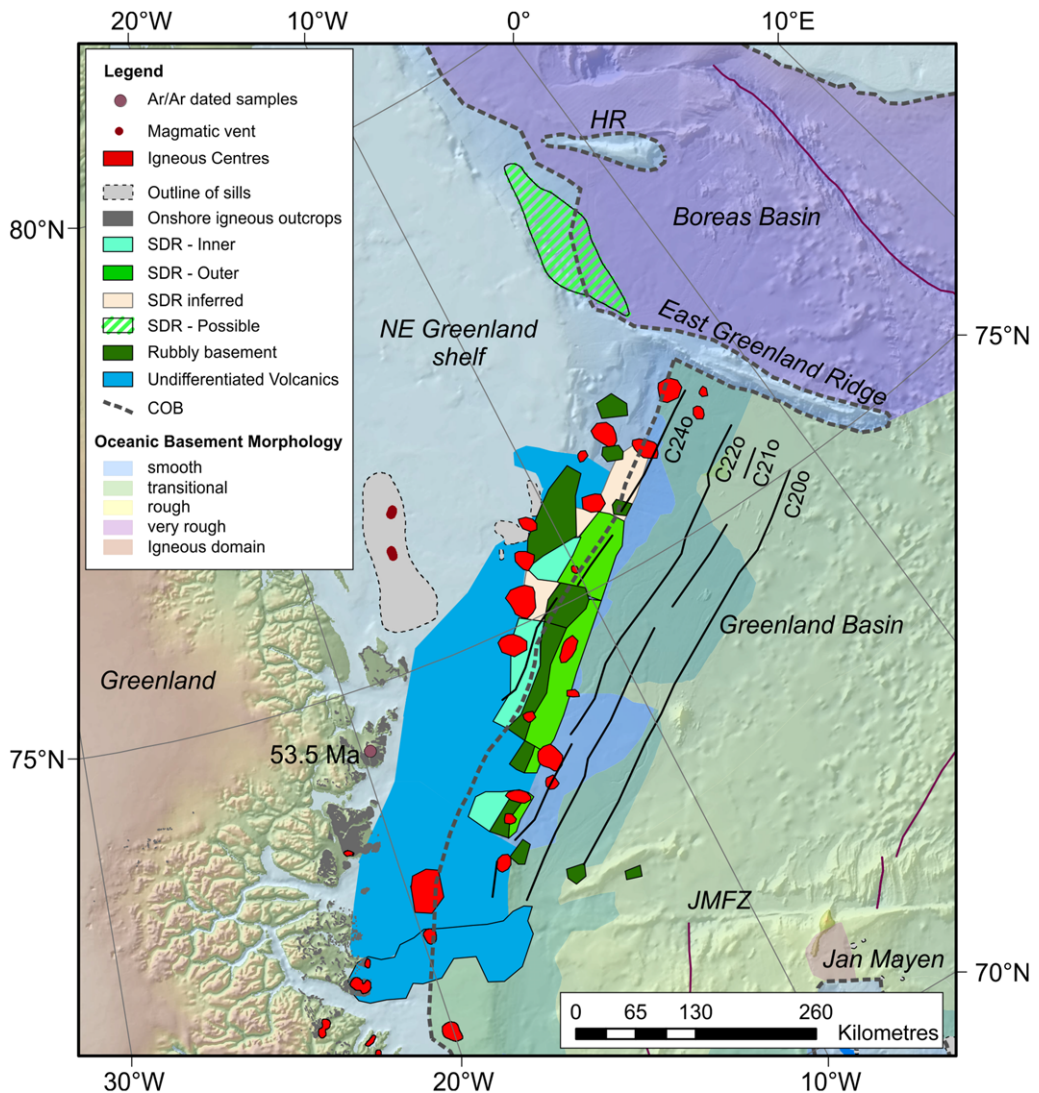 20°W 10°W 0° 10°E
Legend
Ar/Ar dated samples
Magmatic vent
Igneous Centres
Outline of sills
Onshore igneous outcrops
SDR - Inner
SDR - Outer
SDR inferred
SDR - Possible
Rubbly basement
Undifferentiated Volcanics
COB
Oceanic Basement Morphology
smooth
transitional
rough
very rough
Igneous domain
80°N
HR
Boreas Basin
NE Greenland
shelf
East Greenland Ridge
75°N
C24o
C22o
C21o
C20o
Greenland Basin
Greenland
53.5 Ma
75°N
JMFZ
Jan Mayen
70°N
0 65 130 260
Kilometres
30°W 20°W 10°W